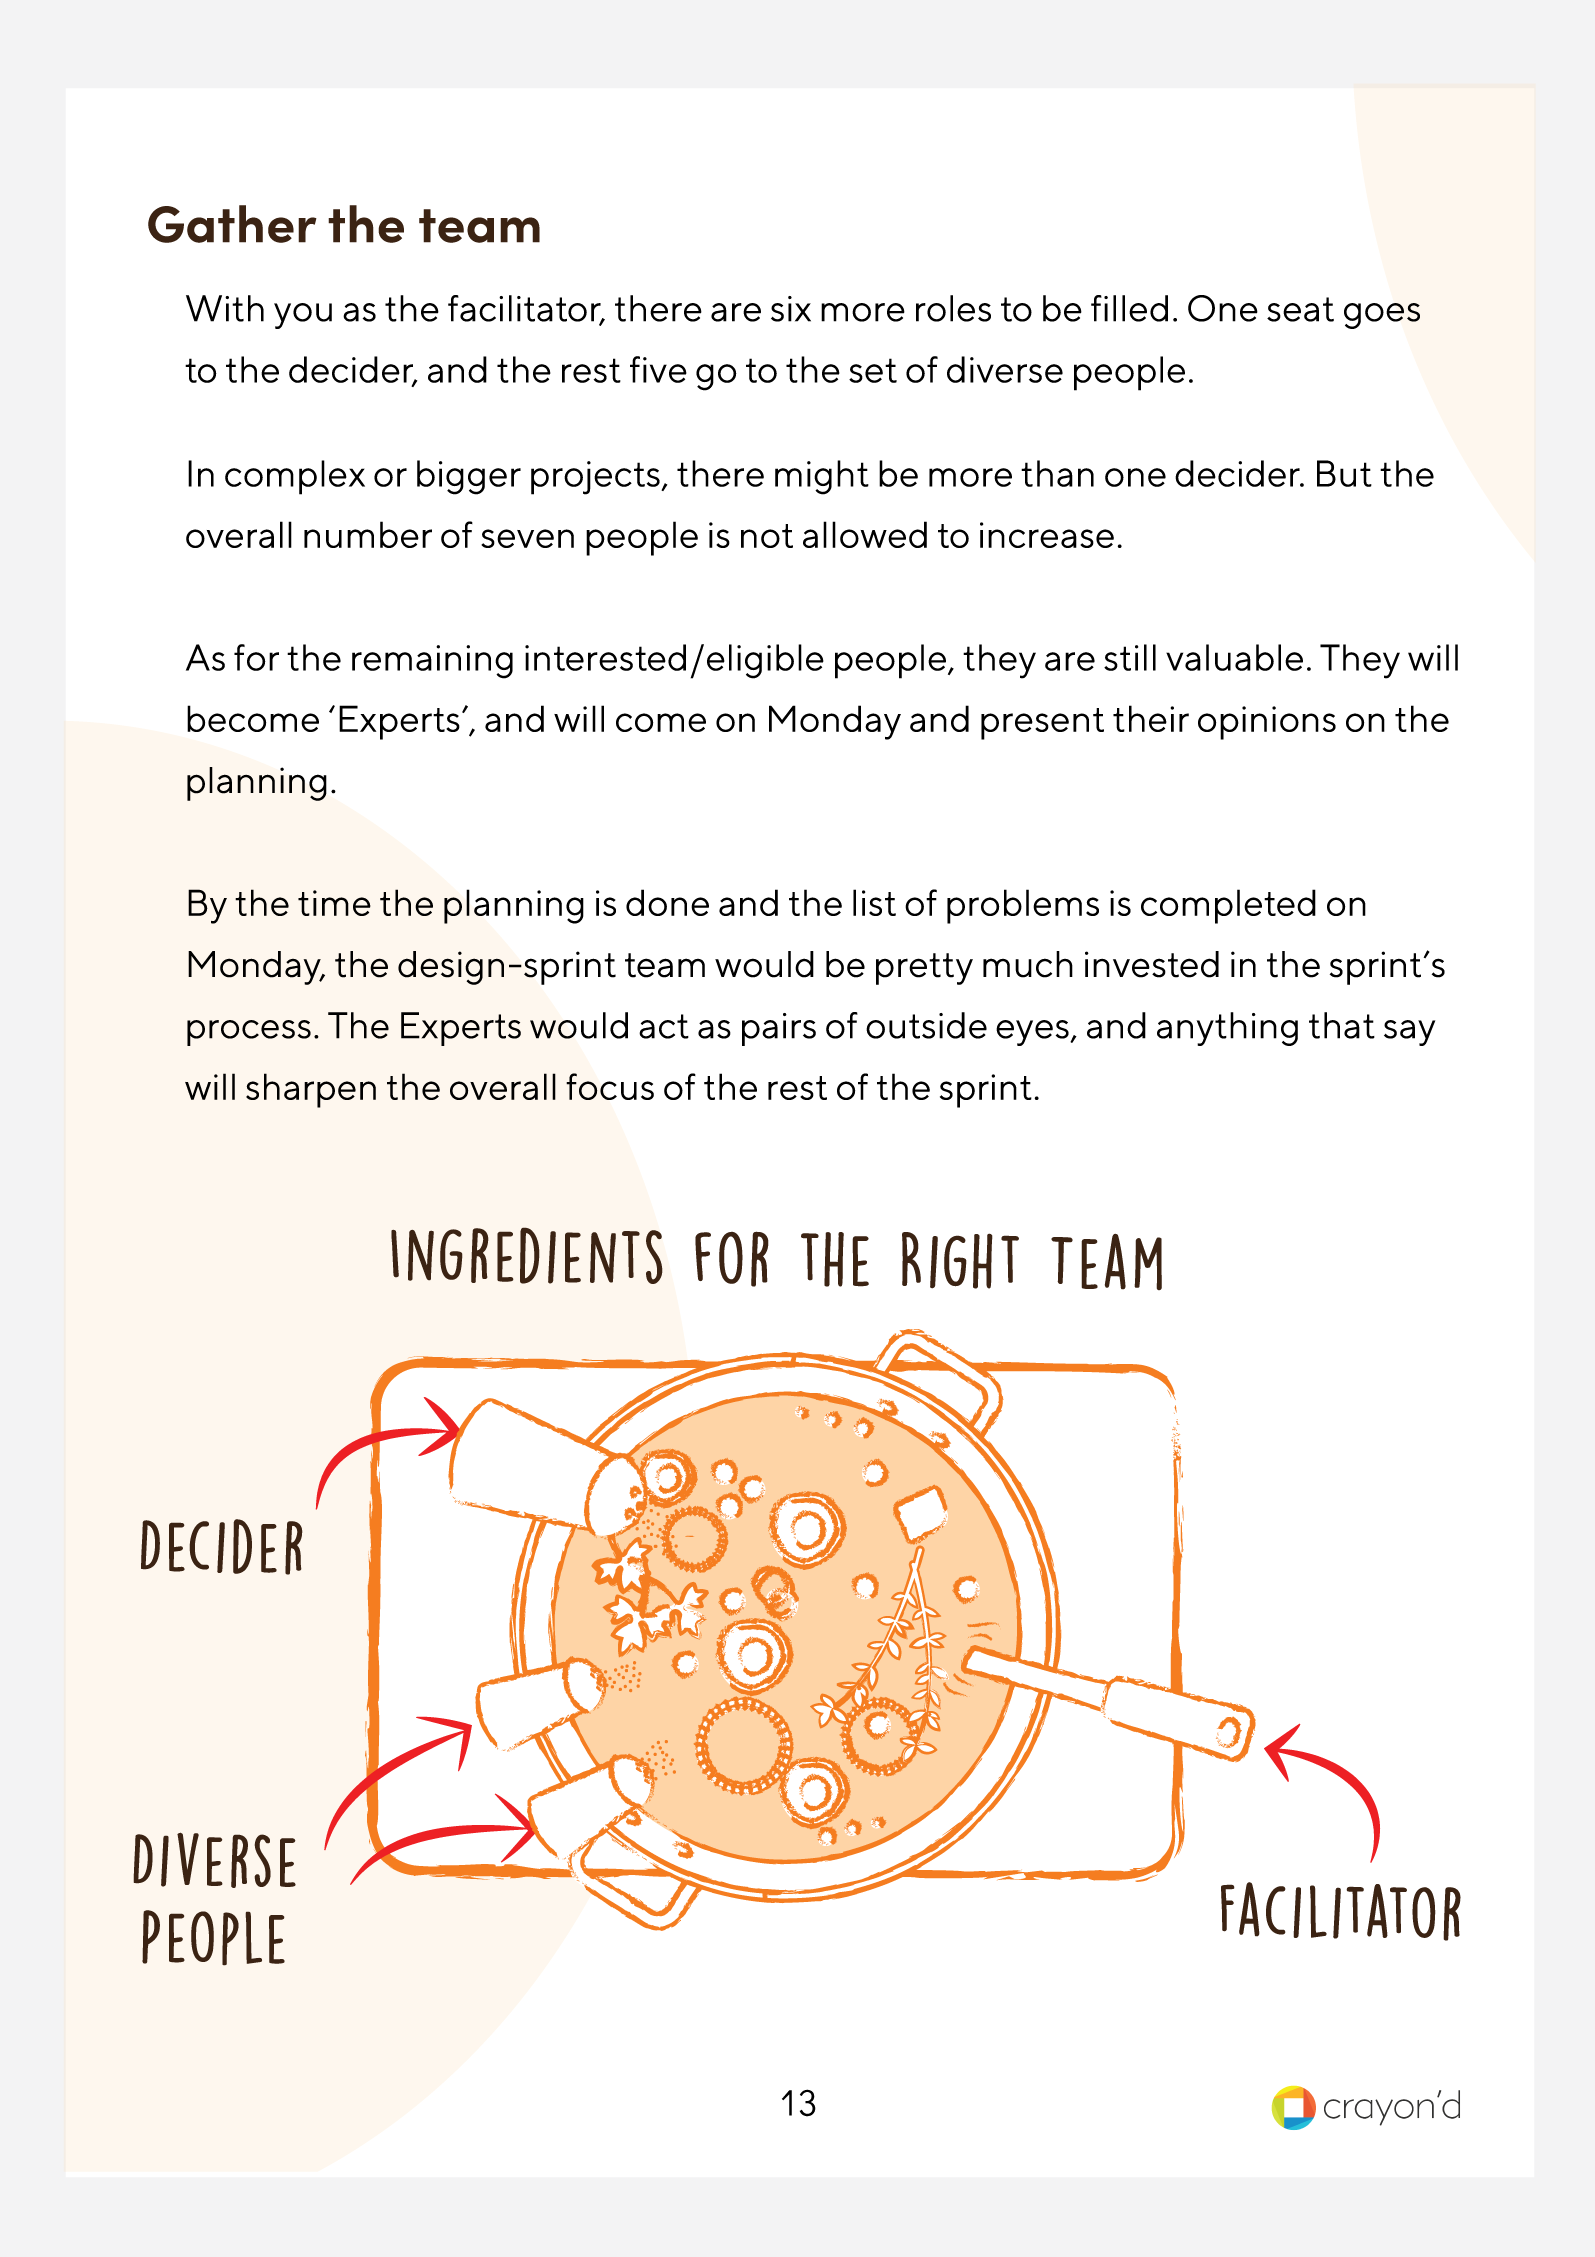 Gather the team
With you as the facilitator, there are six more roles to be filled. One seat goes
to the decider, and the rest five go to the set of diverse people.
In complex or bigger projects, there might be more than one decider. But the
overall number of seven people is not allowed to increase.
As for the remaining interested/eligible people, they are still valuable. They will
become ‘Experts’, and will come on Monday and present their opinions on the
planning.
By the time the planning is done and the list of problems is completed on
Monday, the design-sprint team would be pretty much invested in the sprint’s
process. The Experts would act as pairs of outside eyes, and anything that say
will sharpen the overall focus of the rest of the sprint.
INGREDIENTS FOR THE RIGHT TEAM
DECIDER
DIVERSE
PEOPLE
FACILITATOR
13
crayon’d